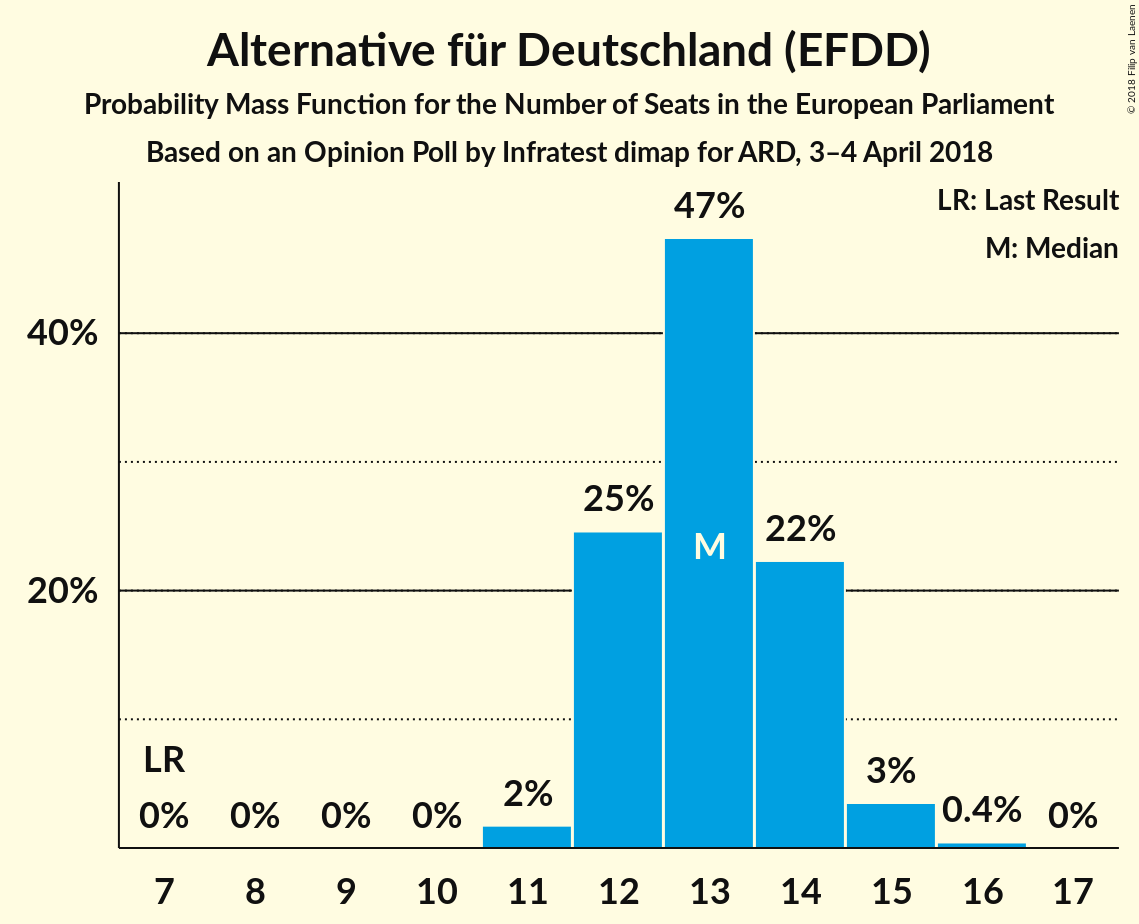 Alternative für Deutschland (EFDD)
Probability Mass Function for the Number of Seats in the European Parliament
Based on an Opinion Poll by Infratest dimap for ARD, 3–4 April 2018
© 2018 Filip van Laenen
LR: Last Result
M: Median
47%
40%
25%
M
22%
20%
LR
0%
0%
0%
0%
2%
3%
0.4%
0%
7 8 9 10 11 12 13 14 15 16 17